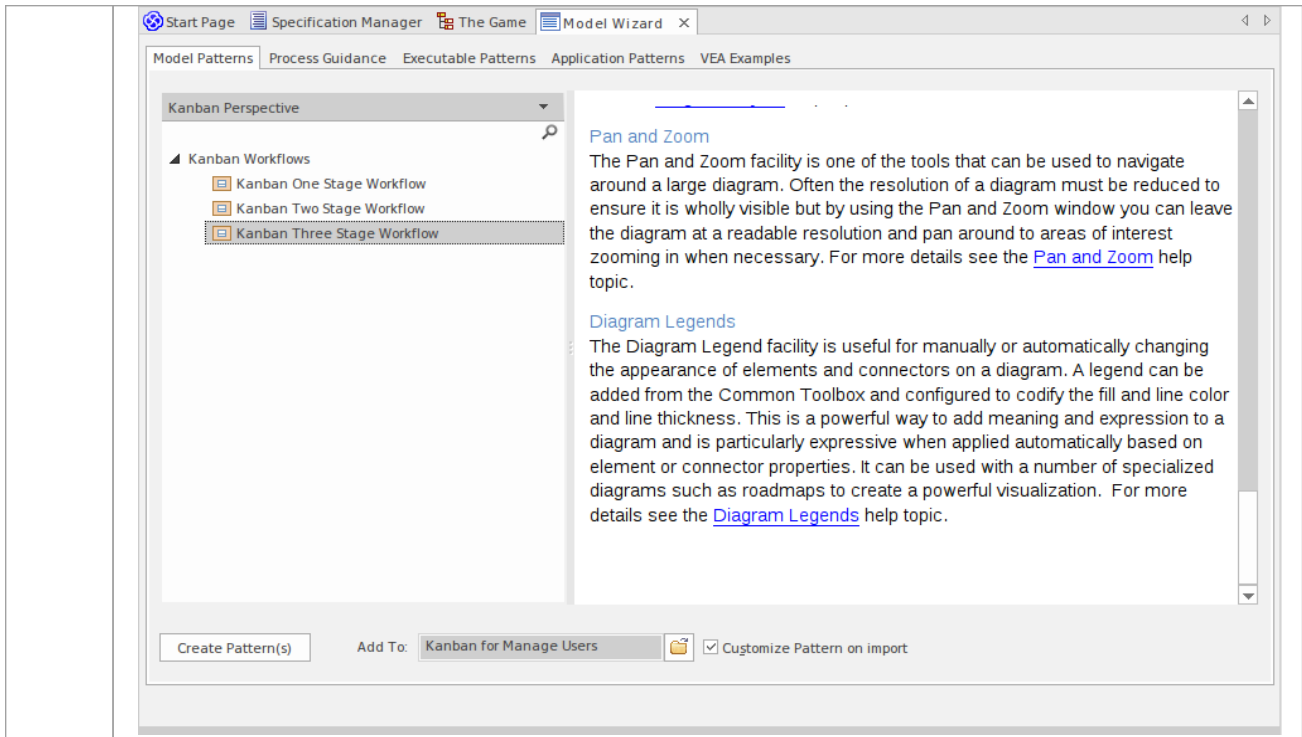 Start Page Specification Manager The Game Model Wizard
Model Patterns Process Guidance Executable Patterns Application Patterns VEA Examples
Kanban Perspective
Kanban Workflows
Kanban One Stage Workflow
Kanban Two Stage Workflow
Kanban Three Stage Workflow
Pan and Zoom
The Pan and Zoom facility is one of the tools that can be used to navigate
around a large diagram. Often the resolution of a diagram must be reduced to
ensure it is wholly visible but by using the Pan and Zoom window you can leave
the diagram at a readable resolution and pan around to areas of interest
zooming in when necessary. For more details see the Pan and Zoom help
topic.
Diagram Legends
The Diagram Legend facility is useful for manually or automatically changing
the appearance of elements and connectors on a diagram. A legend can be
added from the Common Toolbox and configured to codify the fill and line color
and line thickness. This is a powerful way to add meaning and expression to a
diagram and is particularly expressive when applied automatically based on
element or connector properties. It can be used with a number of specialized
diagrams such as roadmaps to create a powerful visualization. For more
details see the Diagram Legends help topic.
Create Pattern(s) Add To: Kanban for Manage Users Customize Pattern on import